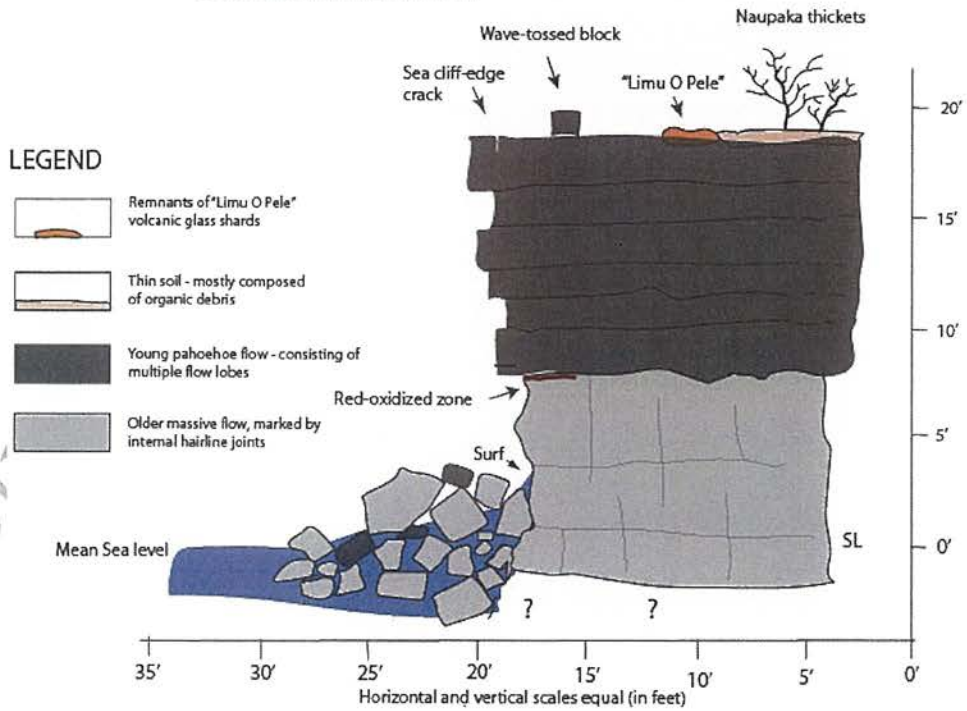 Naupaka thickets
Wave-tossed block
Sea cliff-edge
crack
"Limu O Pele"
20'
LEGEND
Remnants of "Limu O Pele"
volcanic glass shards
Thin soil - mostly composed
of organic debris
15'
Young pahoehoe flow - consisting of
multiple flow lobes
10'
Red-oxidized zone
Older massive flow, marked by
internal hairline joints
5'
Surf
Mean Sea level
SL
0'
?
?
35' 30' 25' 20' 15' 10' 5' 0'
Horizontal and vertical scales equal (in feet)